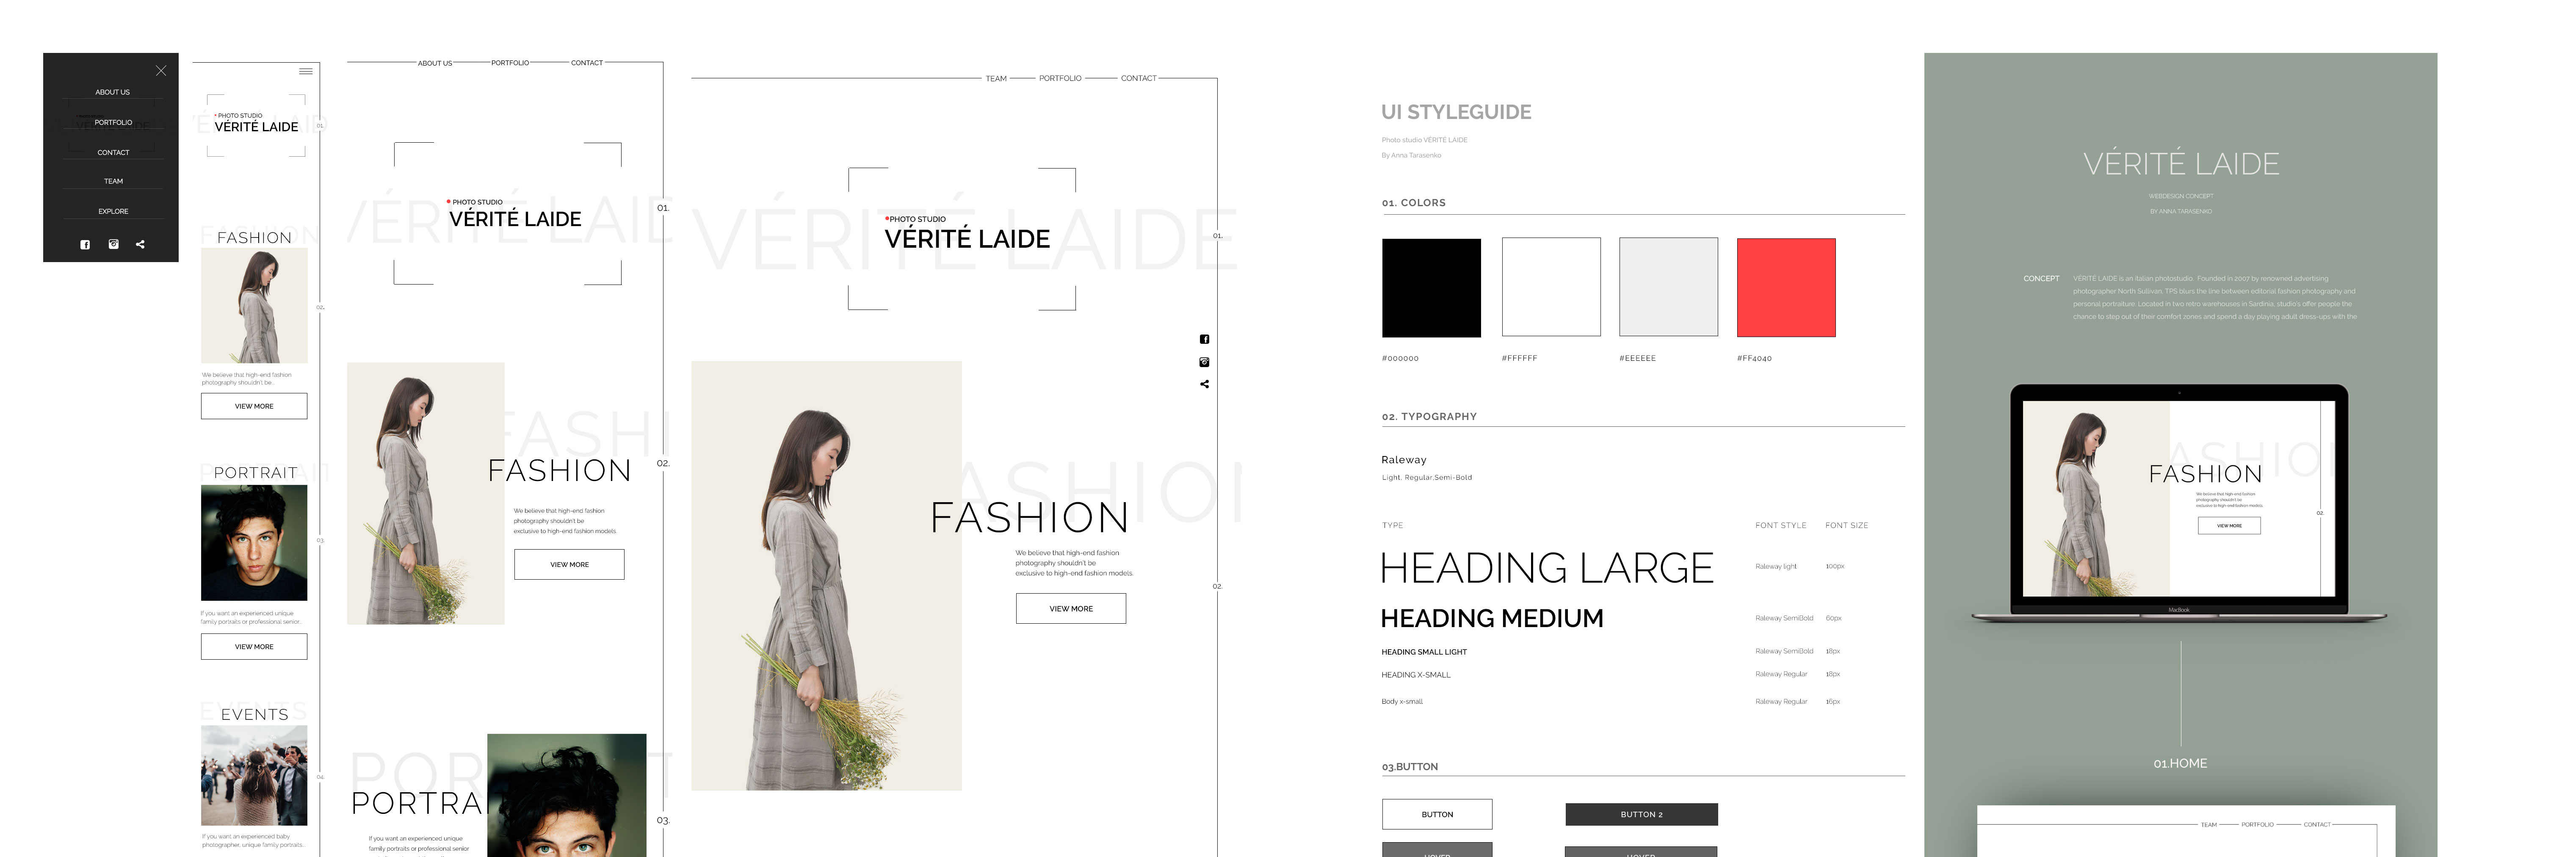 ABOUT US
PORTFOLIO
CONTACT
TEAM
EXPLORE
PHOTO STUDIO
VÉRITÉ LAIDE
VÉRITÉ LAIDE
01.
FASHION
FASHION
02.
We believe that high-end fashion
photography shouldn't be..
VIEW MORE
PORTRAIT
PORTRAIT
03.
If you want an experienced unique
family portraits or professional senior..
VIEW MORE
EVENTS
EVENTS
04.
If you want an experienced baby
photographer, unique family portraits..
ABOUT US
PORTFOLIO
CONTACT
PHOTO STUDIO
VÉRITÉ LAIDE
VÉRITÉ LAIDE
01.
FASHI
FASHION
02.
We believe that high-end fashion
photography shouldn't be
exclusive to high-end fashion models.
VIEW MORE
PORTRA
03.
If you want an experienced unique
family portraits or professional senior
TEAM
PORTFOLIO
CONTACT
PHOTO STUDIO
VÉRITÉ LAIDE
VÉRITÉ LAIDE
01.
FASHION
FASHION
We believe that high-end fashion
photography shouldn't be
exclusive to high-end fashion models.
02.
VIEW MORE
UI STYLEGUIDE
Photo studio VÉRITÉ LAIDE
By Anna Tarasenko
01. COLORS
#000000
#FFFFFF
#EEEEEE
#FF4040
02. TYPOGRAPHY
Raleway
Light. Regular.Semi-Bold
TYPE FONT STYLE FONT SIZE
HEADING LARGE Raleway light 100px
HEADING MEDIUM Raleway SemiBold 60px
HEADING SMALL LIGHT Raleway SemiBold 18px
HEADING X-SMALL Raleway Regular 18px
Body x-small Raleway Regular 16px
03.BUTTON
BUTTON
BUTTON 2
HOVER
HOVER
VÉRITÉ LAIDE
WEBDESIGN CONCEPT
BY ANNA TARASENKO
CONCEPT
VÉRITÉ LAIDE is an Italian photostudio. Founded in 2007 by renowned advertising
photographer North Sullivan, TPS blurs the line between editorial fashion photography and
personal portraiture. Located in two retro warehouses in Sardinia, studio's offer people the
chance to step out of their comfort zones and spend a day playing adult dress-ups with the
FASHION
FASHION
We believe that high-end fashion
photography shouldn't be
exclusive to high-end fashion models.
02.
VIEW MORE
MacBook
01.HOME
TEAM
PORTFOLIO
CONTACT